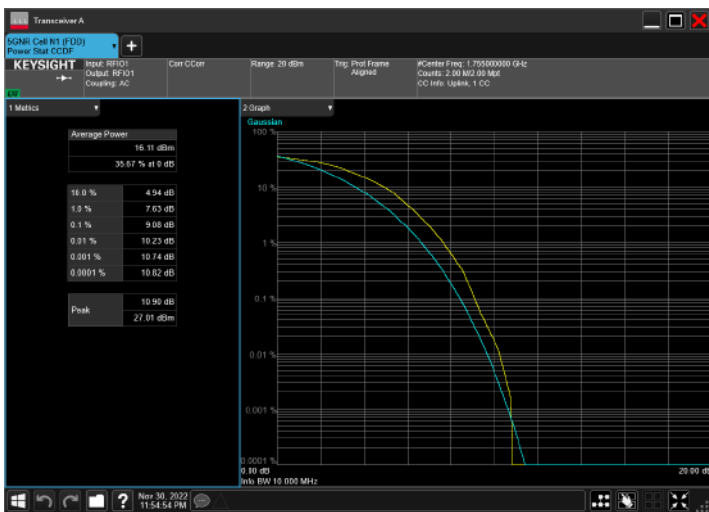 Transceiver A
5GNR Cell N1 (FDD)
Power Stat CCDF
KEYSIGHT
Input: RFIO1
Output: RFIO1
Coupling: AC
Corr CCorr
Range: 20 dBm
Trig: Prot Frame
Aligned
#Center Freq: 1.755000000 GHz
Counts: 2.00 M/2.00 Mpt
CC Info: Uplink, 1 CC
1 Metrics
Average Power
16.11 dBm
35.67 % at 0 dB
10.0 % 4.94 dB
1.0 % 7.63 dB
0.1 % 9.08 dB
0.01 % 10.23 dB
0.001 % 10.74 dB
0.0001 % 10.82 dB
Peak
10.90 dB
27.01 dBm
2 Graph
Gaussian
100 %
10 %
1 %
0.1 %
0.01 %
0.001 %
0.0001 %
0.00 dB
20.00 dB
Info BW 10.000 MHz
Nov 30, 2022
11:54:54 PM